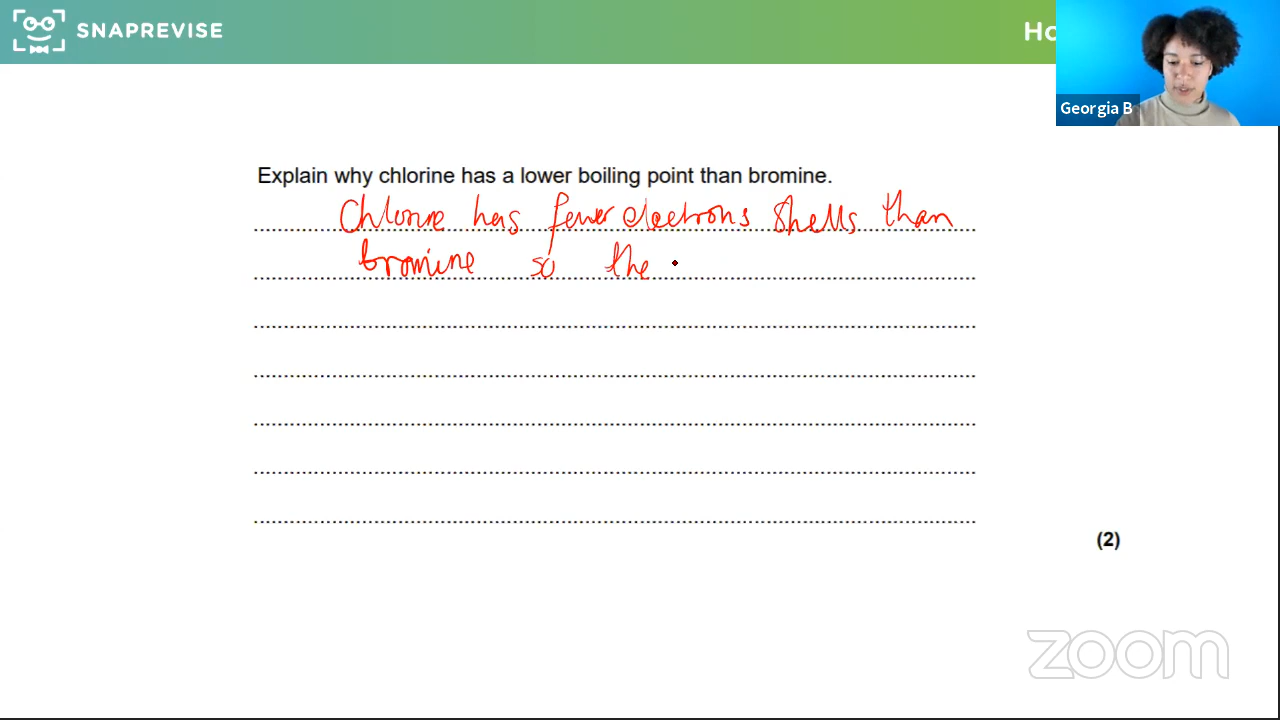 SNAPREVISE
Ho
Georgia B
Explain why chlorine has a lower boiling point than bromine.
Chlorine has fewer electrons shells than
bromine so the
(2)
zoom